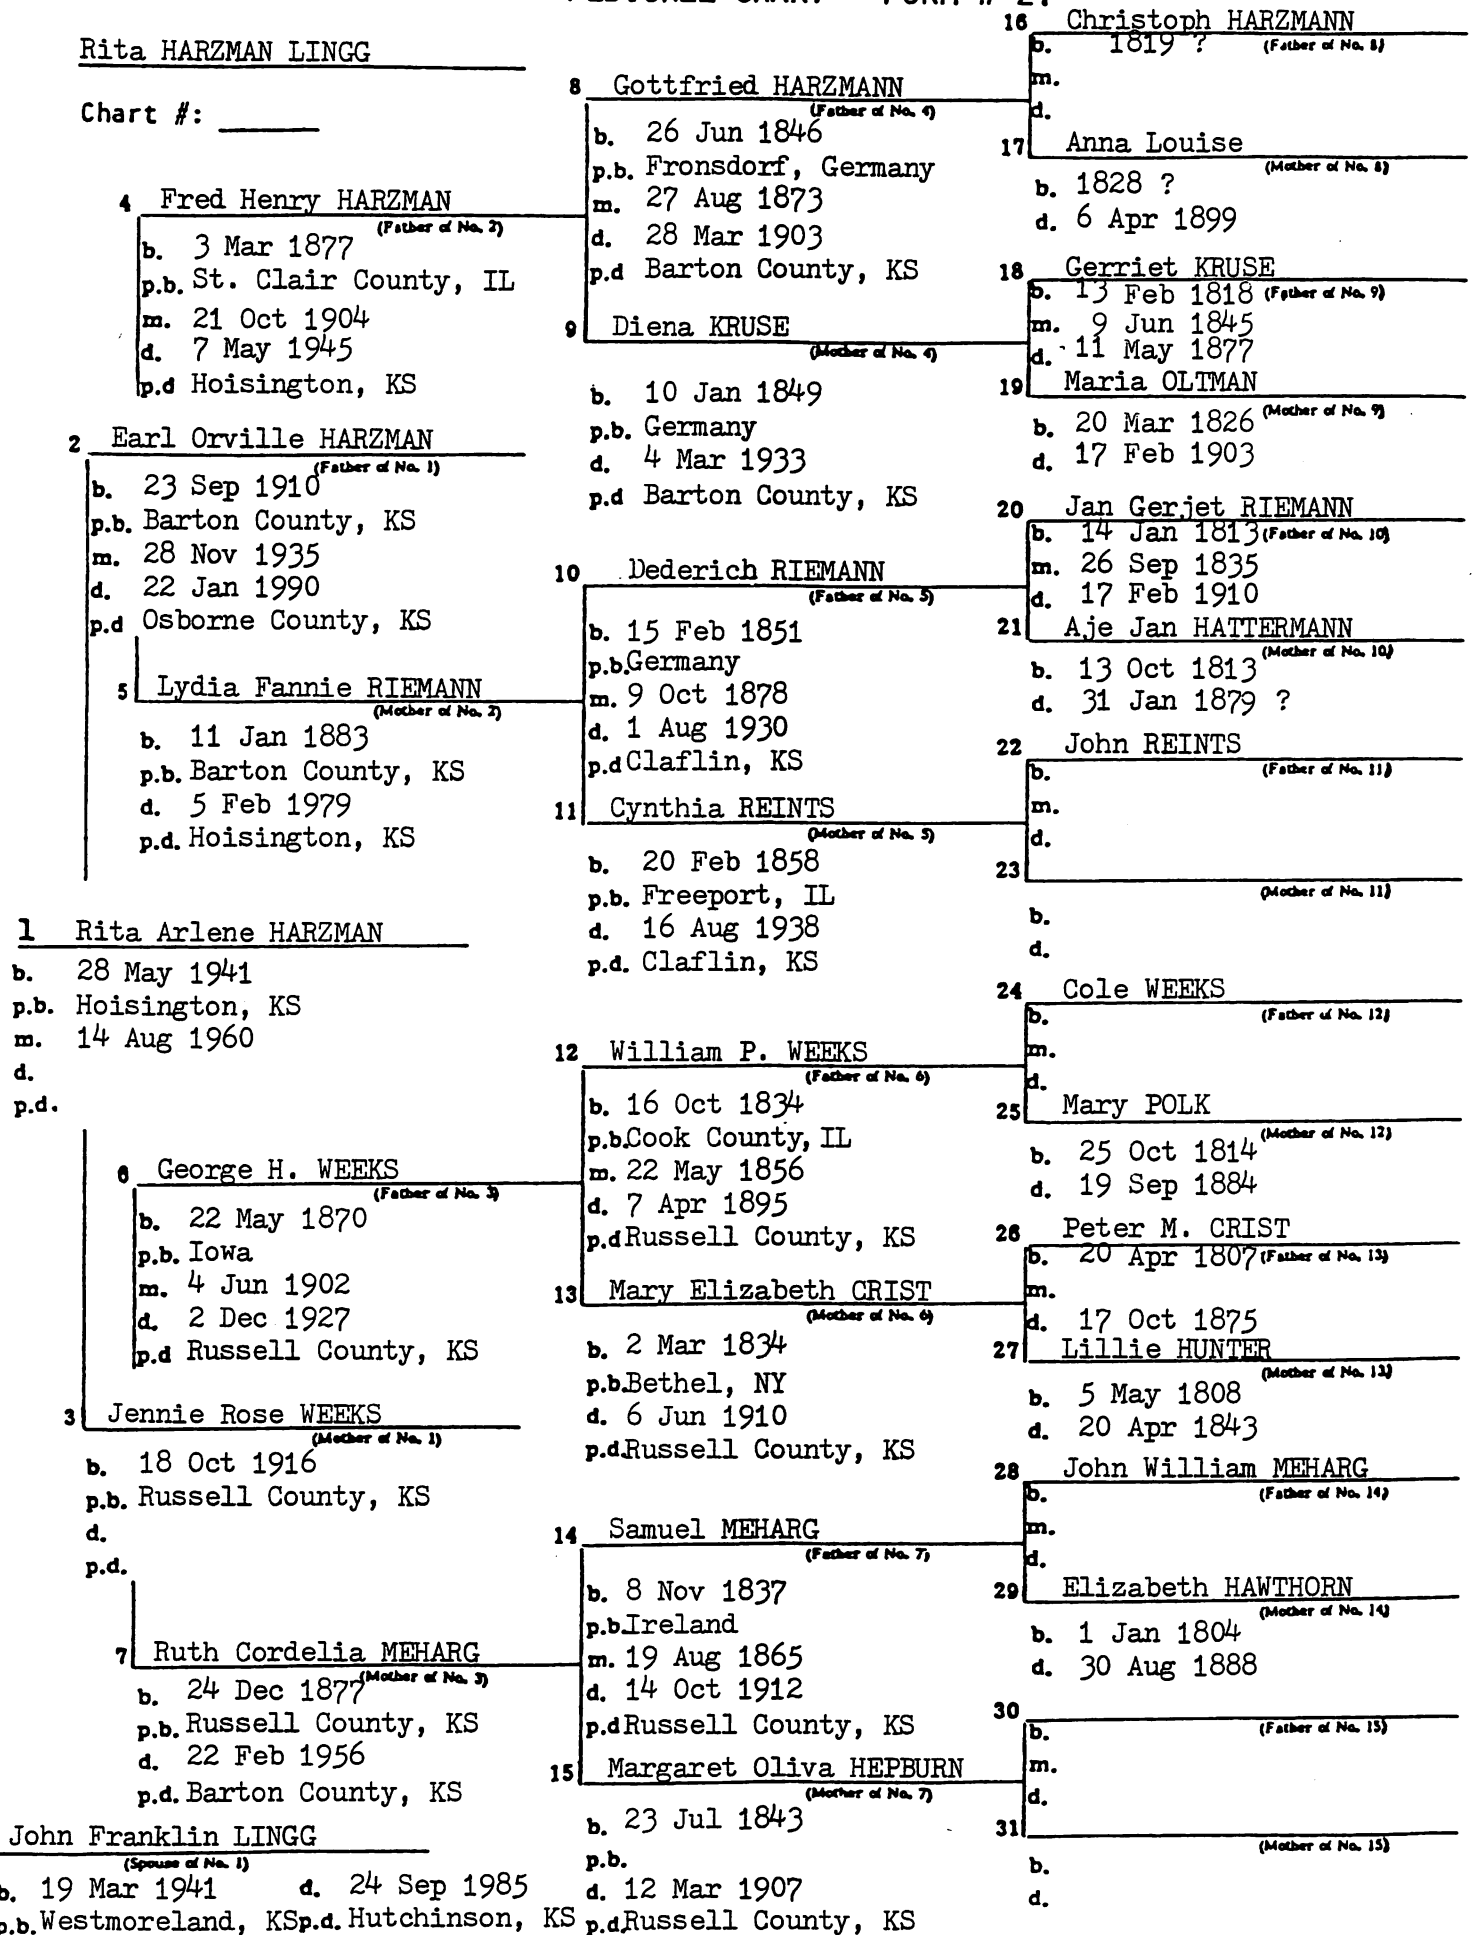 Rita HARZMAN LINGG
Chart #:
1 Rita Arlene HARZMAN
b. 28 May 1941
p.b. Hoisington, KS
m. 14 Aug 1960
d.
p.d.
John Franklin LINGG
(Spouse of No. 1)
b. 19 Mar 1941 d. 24 Sep 1985
p.b. Westmoreland, KS p.d. Hutchinson, KS
2 Earl Orville HARZMAN
(Father of No. 1)
b. 23 Sep 1910
p.b. Barton County, KS
m. 28 Nov 1935
d. 22 Jan 1990
p.d Osborne County, KS
3 Jennie Rose WEEKS
(Mother of No. 1)
b. 18 Oct 1916
p.b. Russell County, KS
d.
p.d.
4 Fred Henry HARZMAN
(Father of No. 2)
b. 3 Mar 1877
p.b. St. Clair County, IL
m. 21 Oct 1904
d. 7 May 1945
p.d Hoisington, KS
5 Lydia Fannie RIEMANN
(Mother of No. 2)
b. 11 Jan 1883
p.b. Barton County, KS
d. 5 Feb 1979
p.d. Hoisington, KS
6 George H. WEEKS
(Father of No. 3)
b. 22 May 1870
p.b. Iowa
m. 4 Jun 1902
d. 2 Dec 1927
p.d Russell County, KS
7 Ruth Cordelia MEHARG
(Mother of No. 3)
b. 24 Dec 1877
p.b. Russell County, KS
d. 22 Feb 1956
p.d. Barton County, KS
8 Gottfried HARZMANN
(Father of No. 4)
b. 26 Jun 1846
p.b. Fronsdorf, Germany
m. 27 Aug 1873
d. 28 Mar 1903
p.d Barton County, KS
9 Diena KRUSE
(Mother of No. 4)
b. 10 Jan 1849
p.b. Germany
d. 4 Mar 1933
p.d Barton County, KS
10 Dederich RIEMANN
(Father of No. 5)
b. 15 Feb 1851
p.b. Germany
m. 9 Oct 1878
d. 1 Aug 1930
p.d Claflin, KS
11 Cynthia REINTS
(Mother of No. 5)
b. 20 Feb 1858
p.b. Freeport, IL
d. 16 Aug 1938
p.d. Claflin, KS
12 William P. WEEKS
(Father of No. 6)
b. 16 Oct 1834
p.b. Cook County, IL
m. 22 May 1856
d. 7 Apr 1895
p.d Russell County, KS
13 Mary Elizabeth CRIST
(Mother of No. 6)
b. 2 Mar 1834
p.b. Bethel, NY
d. 6 Jun 1910
p.d. Russell County, KS
14 Samuel MEHARG
(Father of No. 7)
b. 8 Nov 1837
p.b. Ireland
m. 19 Aug 1865
d. 14 Oct 1912
p.d Russell County, KS
15 Margaret Oliva HEPBURN
(Mother of No. 7)
b. 23 Jul 1843
p.b.
d. 12 Mar 1907
p.d. Russell County, KS
16 Christoph HARZMANN
b. 1819 ? (Father of No. 8)
m.
d.
17 Anna Louise
(Mother of No. 8)
b. 1828 ?
d. 6 Apr 1899
18 Gerriet KRUSE
b. 13 Feb 1818 (Father of No. 9)
m. 9 Jun 1845
d. 11 May 1877
19 Maria OLTMAN
(Mother of No. 9)
b. 20 Mar 1826
d. 17 Feb 1903
20 Jan Gerjet RIEMANN
b. 14 Jan 1813 (Father of No. 10)
m. 26 Sep 1835
d. 17 Feb 1910
21 Aje Jan HATTERMANN
(Mother of No. 10)
b. 13 Oct 1813
d. 31 Jan 1879 ?
22 John REINTS
b. (Father of No. 11)
m.
d.
23
(Mother of No. 11)
b.
d.
24 Cole WEEKS
b. (Father of No. 12)
m.
d.
25 Mary POLK
(Mother of No. 12)
b. 25 Oct 1814
d. 19 Sep 1884
26 Peter M. CRIST
b. 20 Apr 1807 (Father of No. 13)
m.
d. 17 Oct 1875
27 Lillie HUNTER
(Mother of No. 13)
b. 5 May 1808
d. 20 Apr 1843
28 John William MEHARG
b. (Father of No. 14)
m.
d.
29 Elizabeth HAWTHORN
(Mother of No. 14)
b. 1 Jan 1804
d. 30 Aug 1888
30
b. (Father of No. 15)
m.
d.
31
(Mother of No. 15)
b.
d.